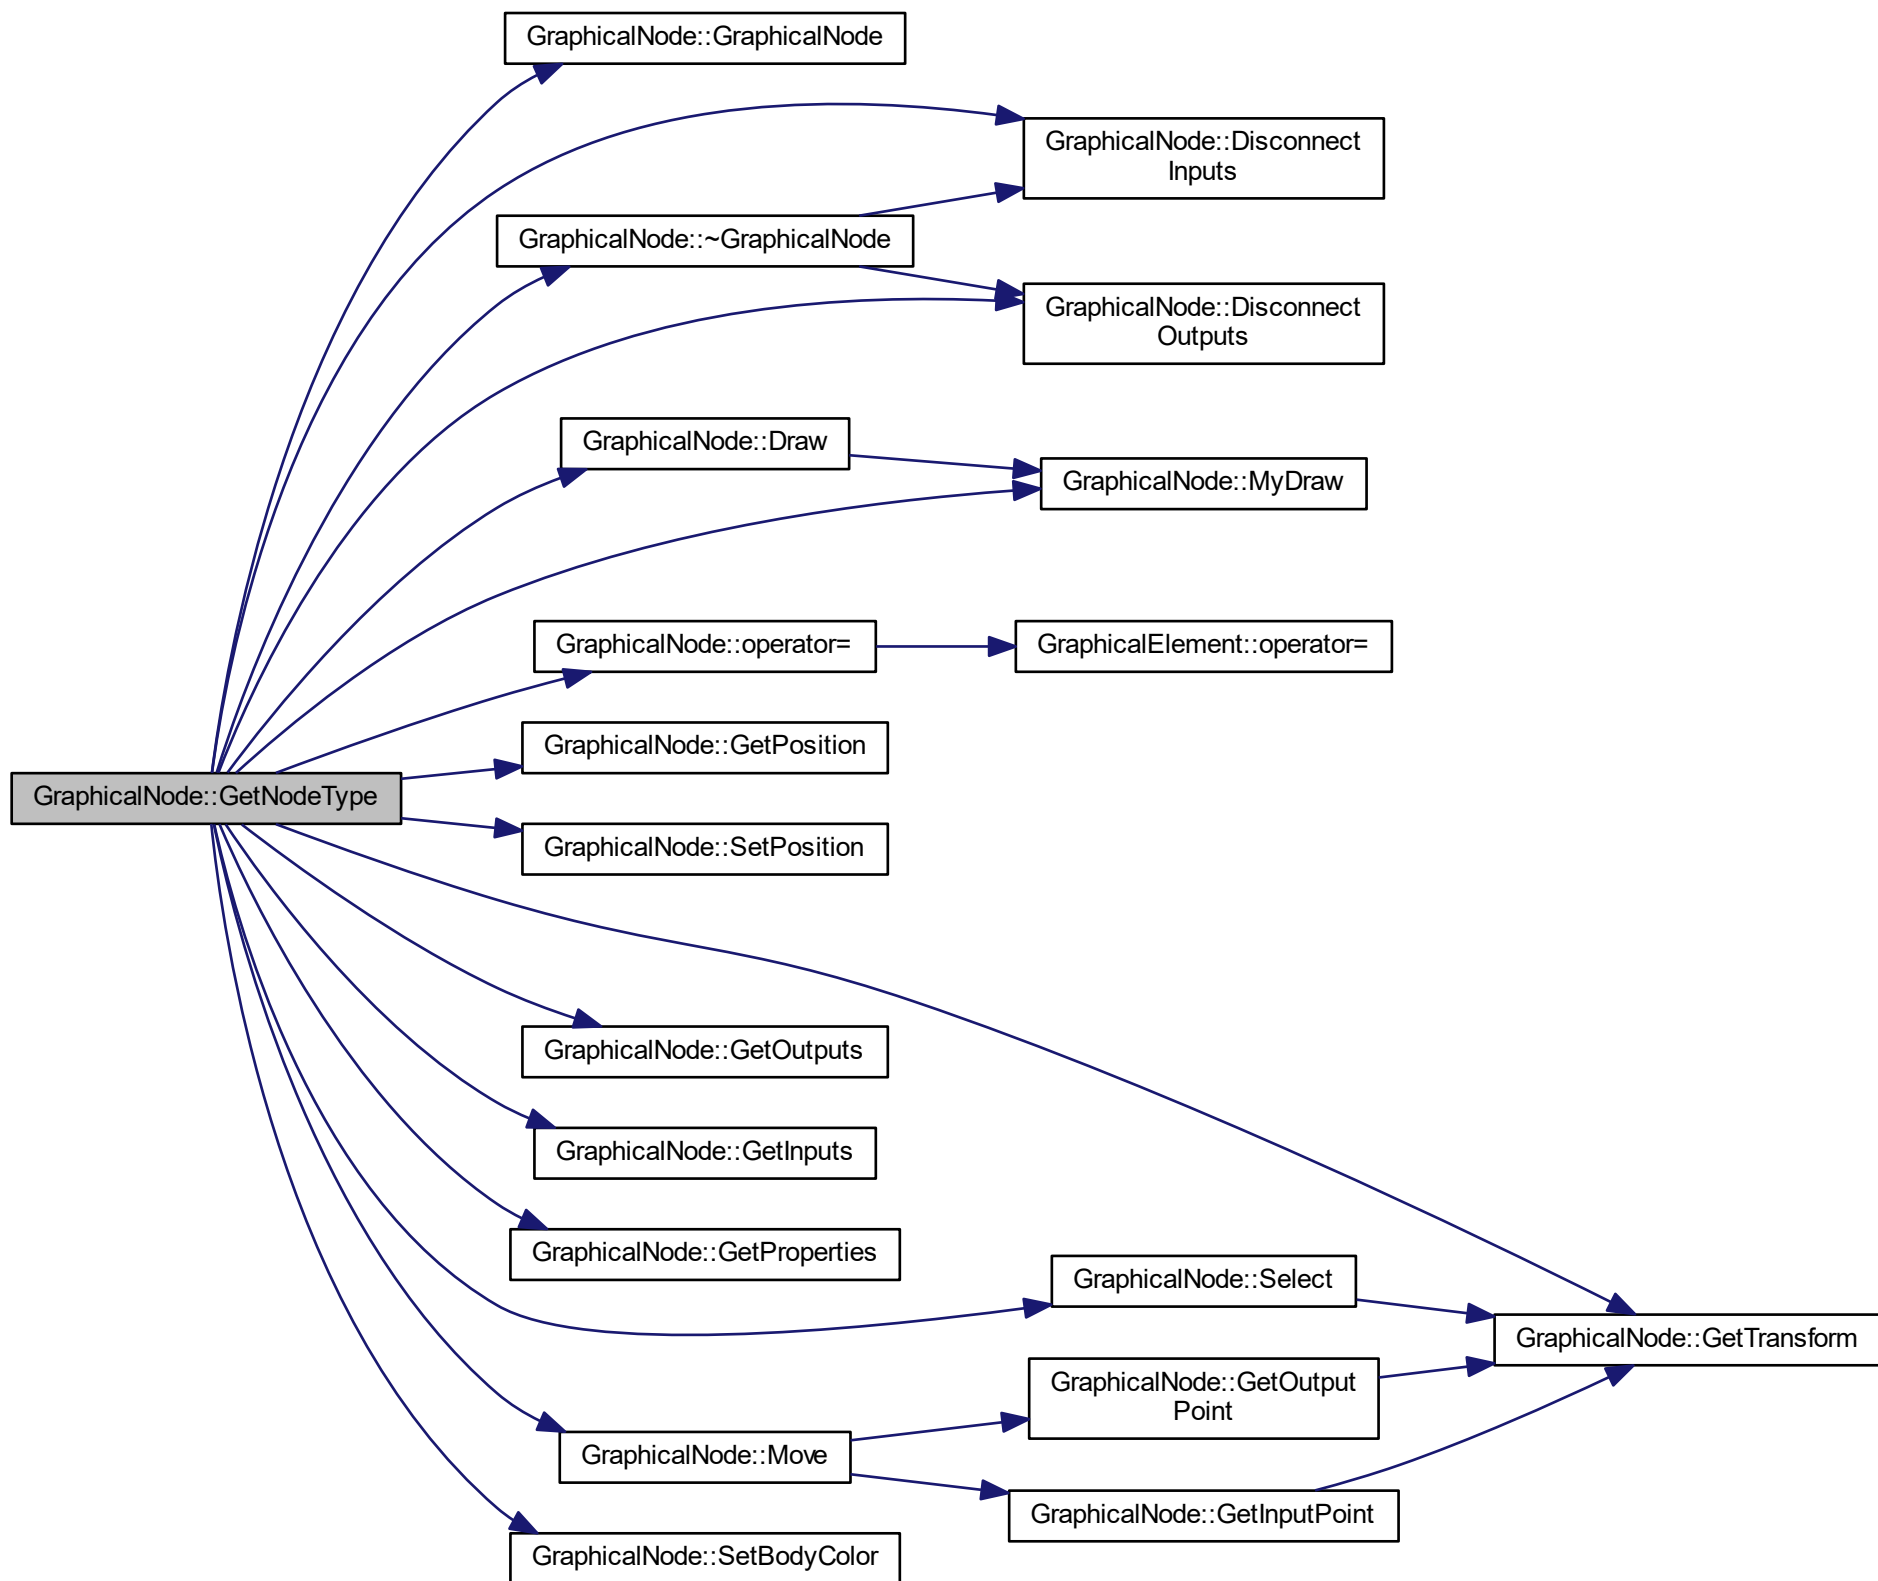 GraphicalNode::GraphicalNode
GraphicalNode::Disconnect
Inputs
GraphicalNode::~GraphicalNode
GraphicalNode::Disconnect
Outputs
GraphicalNode::Draw
GraphicalNode::MyDraw
GraphicalNode::operator=
GraphicalElement::operator=
GraphicalNode::GetPosition
GraphicalNode::GetNodeType
GraphicalNode::SetPosition
GraphicalNode::GetOutputs
GraphicalNode::GetInputs
GraphicalNode::GetProperties
GraphicalNode::Select
GraphicalNode::GetTransform
GraphicalNode::GetOutput
Point
GraphicalNode::Move
GraphicalNode::GetInputPoint
GraphicalNode::SetBodyColor